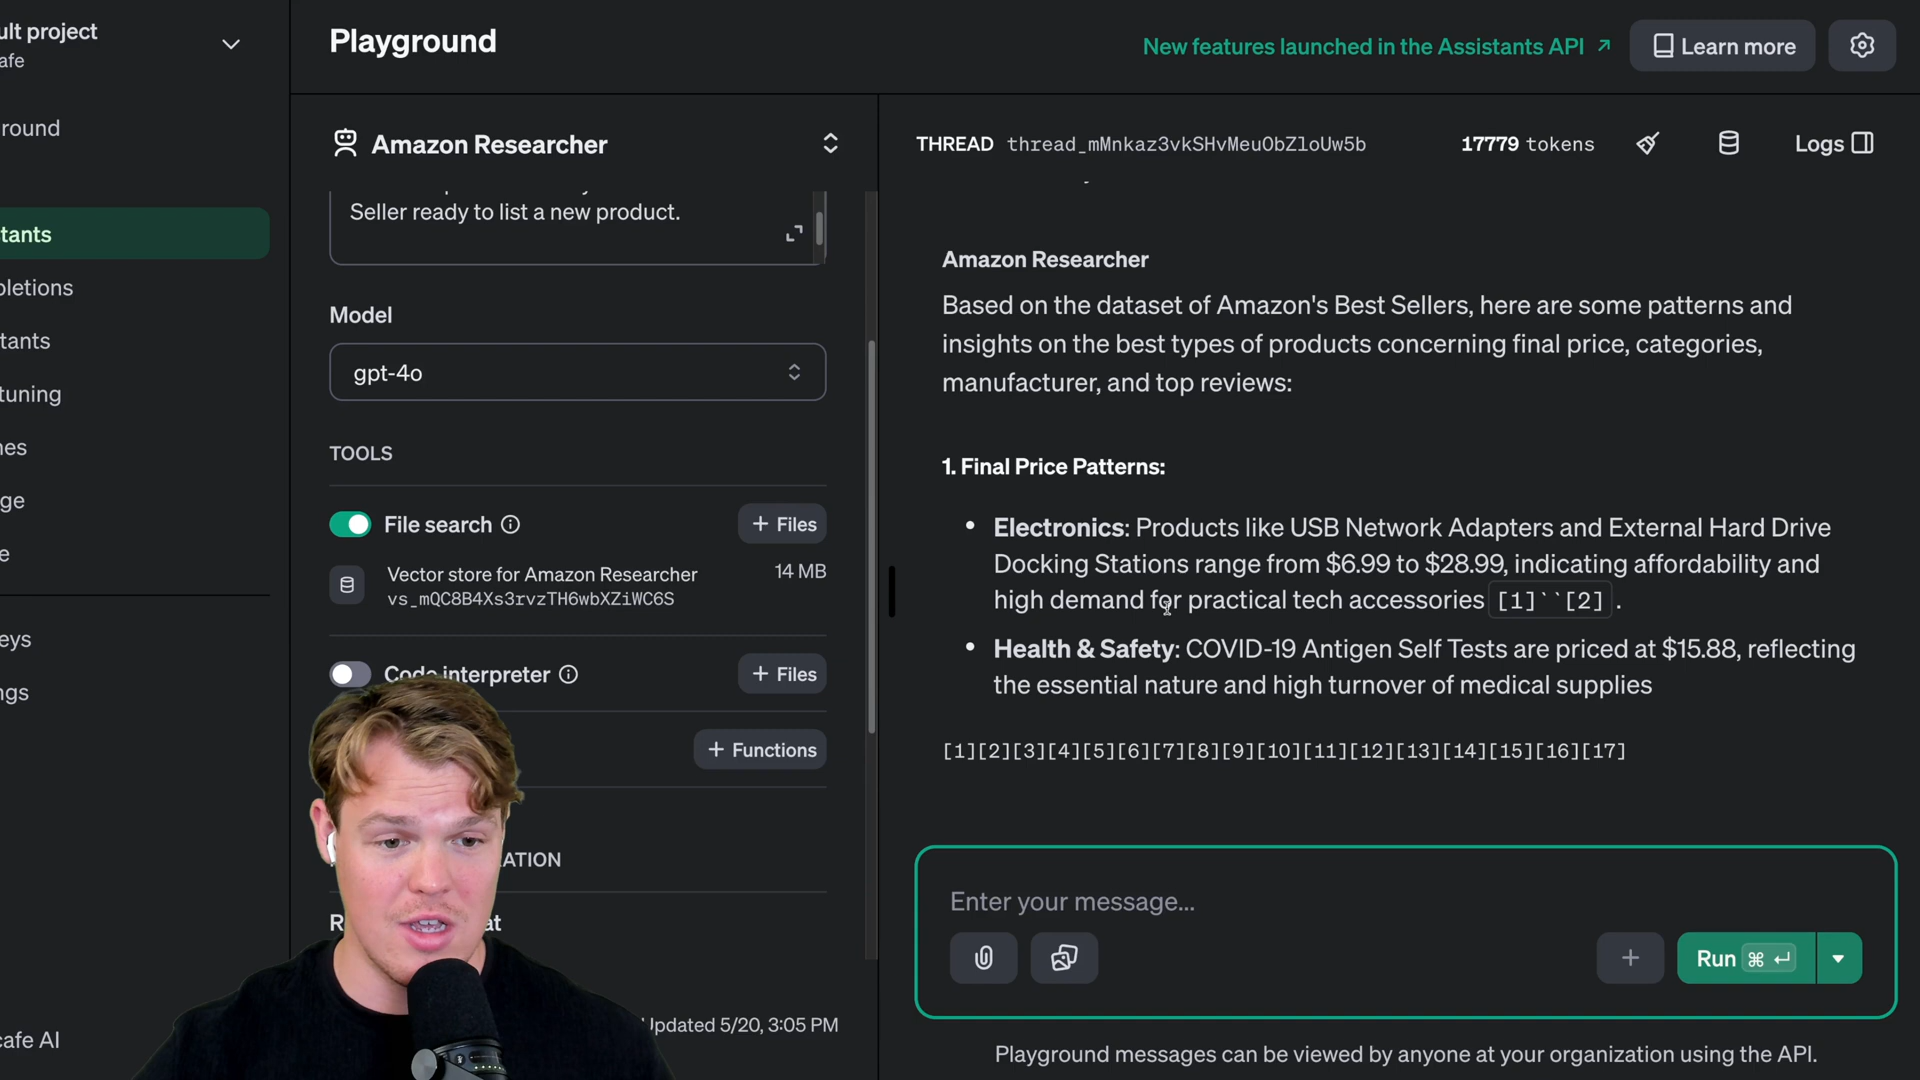 ult project
afe
Playground
New features launched in the Assistants API
Learn more
round
tants
pletions
tants
tuning
nes
ge
e
eys
ngs
cafe AI
Amazon Researcher
Seller ready to list a new product.
Model
gpt-4o
TOOLS
File search
+ Files
Vector store for Amazon Researcher
14 MB
vs_mQC8B4Xs3rvzTH6wbXZiWC6S
Code interpreter
+ Files
+ Functions
ATION
R at
Updated 5/20, 3:05 PM
THREAD thread_mMnkaz3vkSHvMeuObZloUw5b
17779 tokens
Logs
Amazon Researcher
Based on the dataset of Amazon's Best Sellers, here are some patterns and
insights on the best types of products concerning final price, categories,
manufacturer, and top reviews:
1. Final Price Patterns:
• Electronics: Products like USB Network Adapters and External Hard Drive
Docking Stations range from $6.99 to $28.99, indicating affordability and
high demand for practical tech accessories [1]``[2] .
• Health & Safety: COVID-19 Antigen Self Tests are priced at $15.88, reflecting
the essential nature and high turnover of medical supplies
[1][2][3][4][5][6][7][8][9][10][11][12][13][14][15][16][17]
Enter your message...
Run ⌘ ↵
Playground messages can be viewed by anyone at your organization using the API.